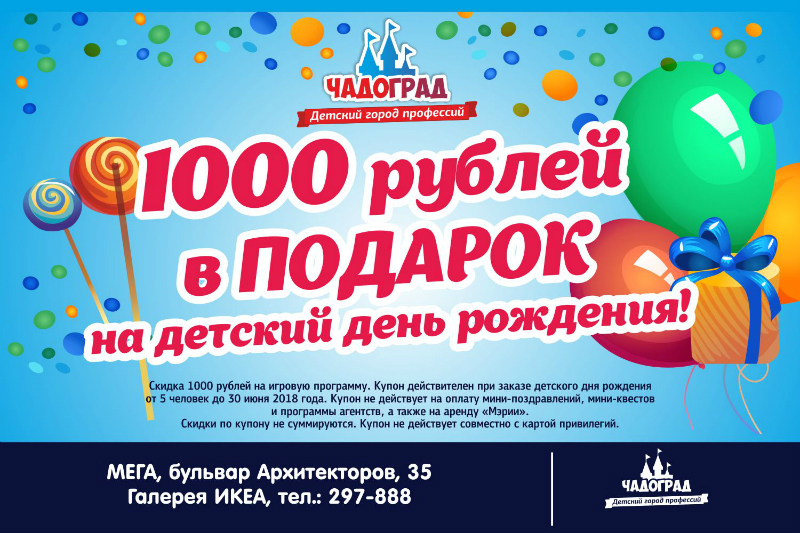 ЧАДОГРАД
Детский город профессий
1000 рублей
в ПОДАРОК
на детский день рождения!
Скидка 1000 рублей на игровую программу. Купон действителен при заказе детского дня рождения
от 5 человек до 30 июня 2018 года. Купон не действует на оплату мини-поздравлений, мини-квестов
и программы агентств, а также на аренду «Мэрии».
Скидки по купону не суммируются. Купон не действует совместно с картой привилегий.
МЕГА, бульвар Архитекторов, 35
Галерея ИКЕА, тел.: 297-888
ЧАДОГРАД
Детский город профессий